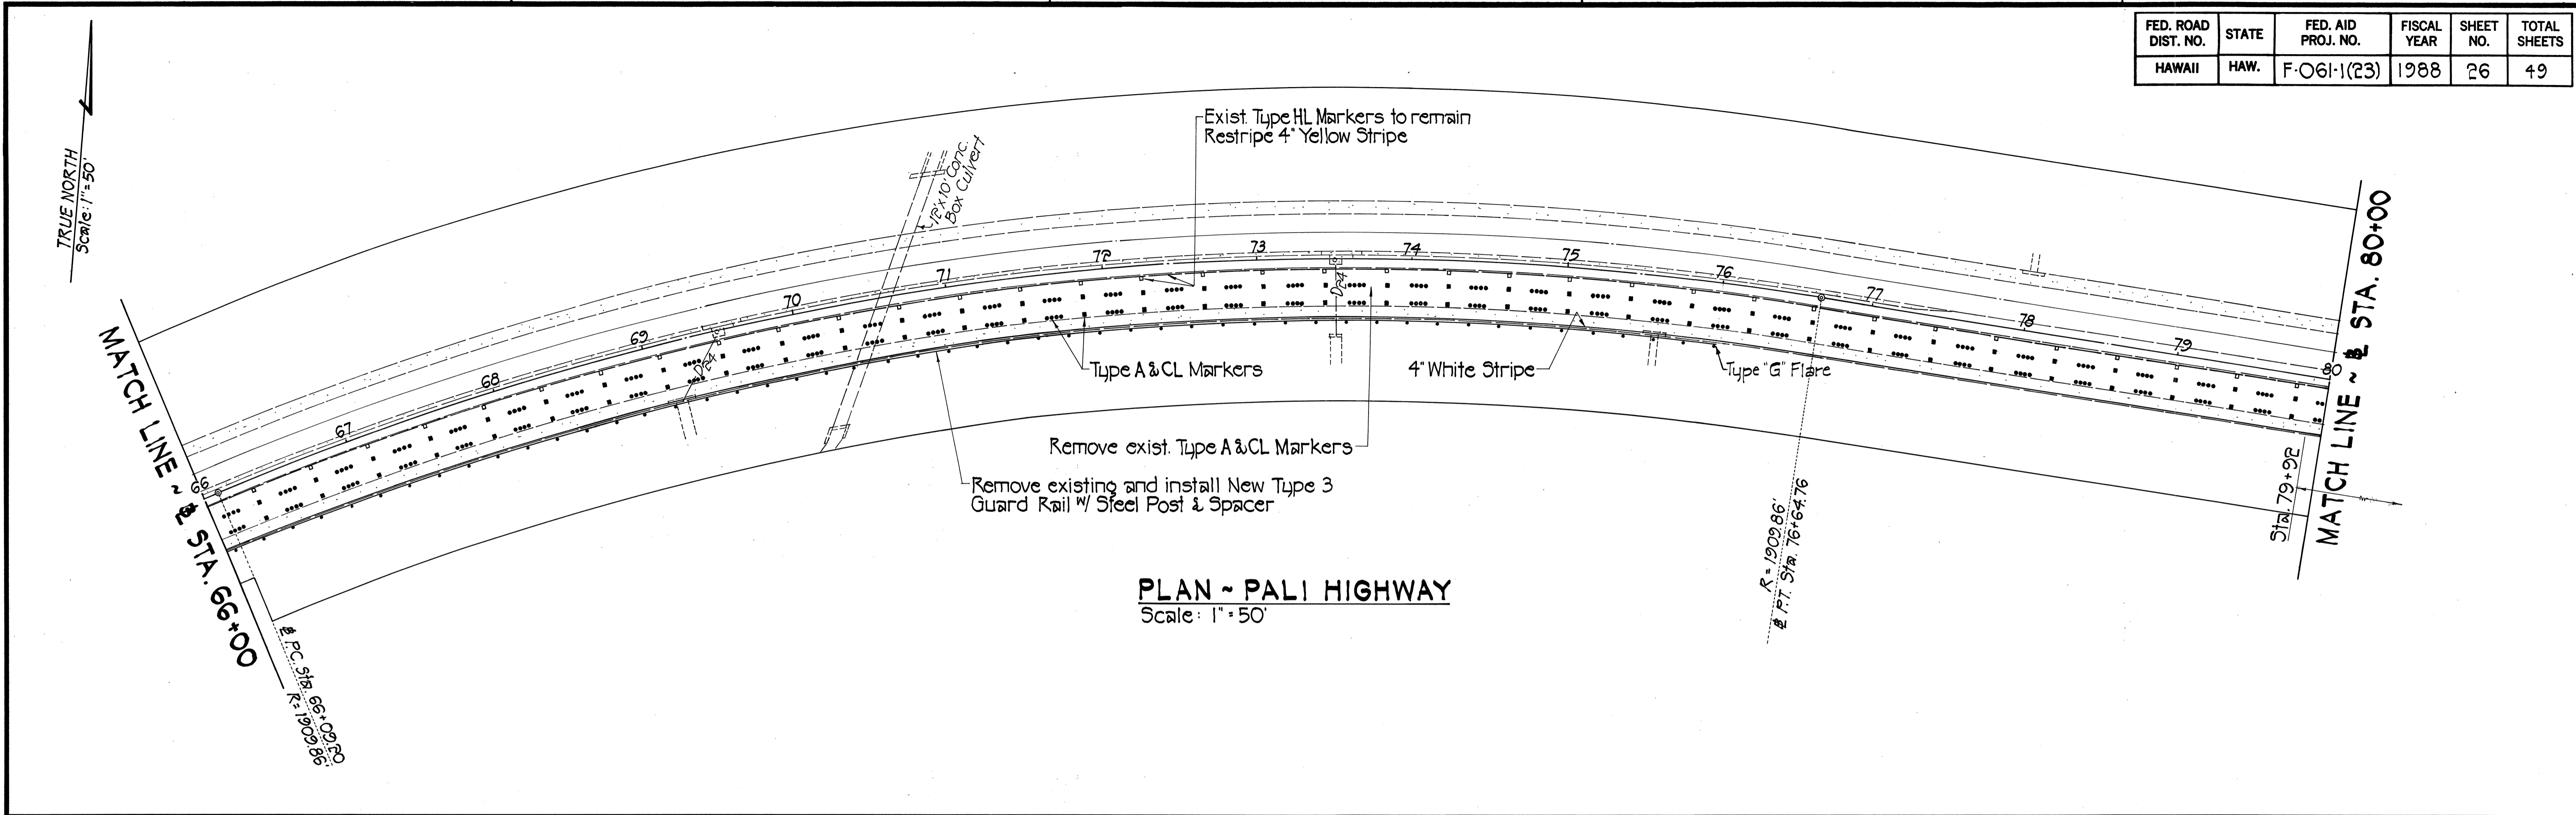 FED. ROAD DIST. NO.
STATE
FED. AID PROJ. NO.
FISCAL YEAR
SHEET NO.
TOTAL SHEETS
HAWAII
HAW.
F-061-1(23)
1988
26
49
TRUE NORTH
Scale: 1" = 50'
Exist. Type HL Markers to remain
Restripe 4" Yellow Stripe
12'x10' Conc.
Box Culvert
MATCH LINE ~ ℄ STA. 66+00
66
67
68
69
70
71
72
73
74
75
76
77
78
79
80
D-24
D-24
MATCH LINE ~ ℄ STA. 80+00
Type A & CL Markers
4" White Stripe
Type "G" Flare
Remove exist. Type A & CL Markers
Remove existing and install New Type 3
Guard Rail w/ Steel Post & Spacer
℄ P.C. Sta. 66+09.20
R = 1909.86'
R = 1909.86'
℄ P.T. Sta. 76+64.76
Sta. 79+92
PLAN ~ PALI HIGHWAY
Scale: 1" = 50'